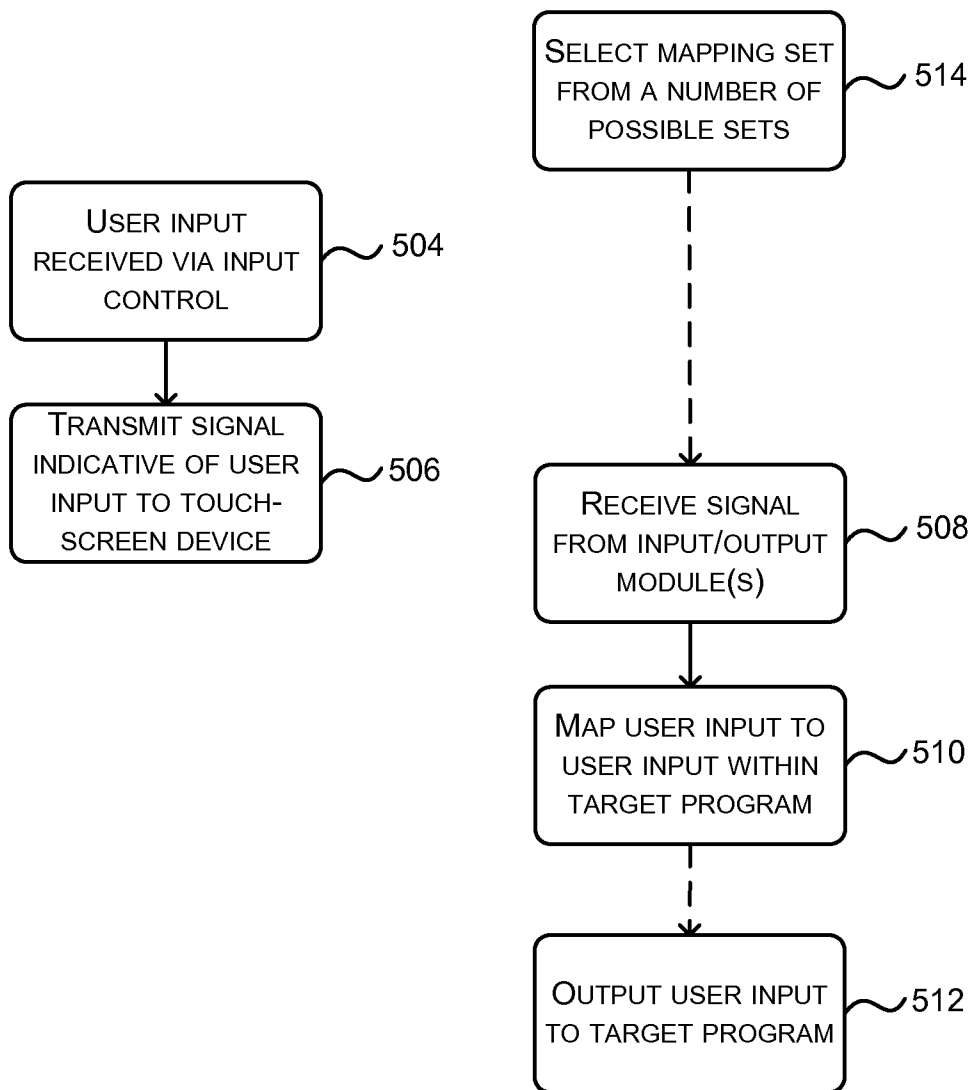 SELECT MAPPING SET
FROM A NUMBER OF
POSSIBLE SETS
514
USER INPUT
RECEIVED VIA INPUT
CONTROL
504
TRANSMIT SIGNAL
INDICATIVE OF USER
INPUT TO TOUCH-
SCREEN DEVICE
506
RECEIVE SIGNAL
FROM INPUT/OUTPUT
MODULE(S)
508
MAP USER INPUT TO
USER INPUT WITHIN
TARGET PROGRAM
510
OUTPUT USER INPUT
TO TARGET PROGRAM
512